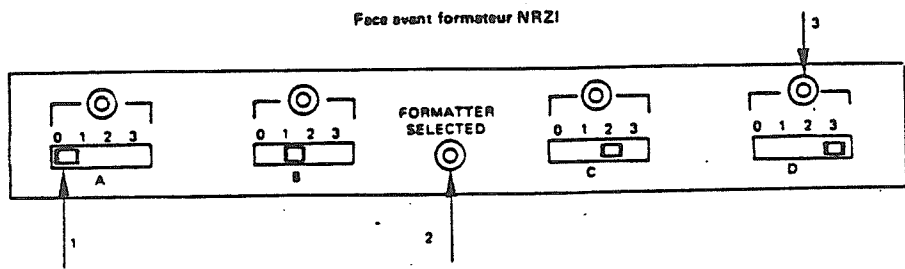 Face avant formateur NRZI
3
FORMATTER
SELECTED
0 1 2 3
0 1 2 3
0 1 2 3
0 1 2 3
A
B
C
D
1
2